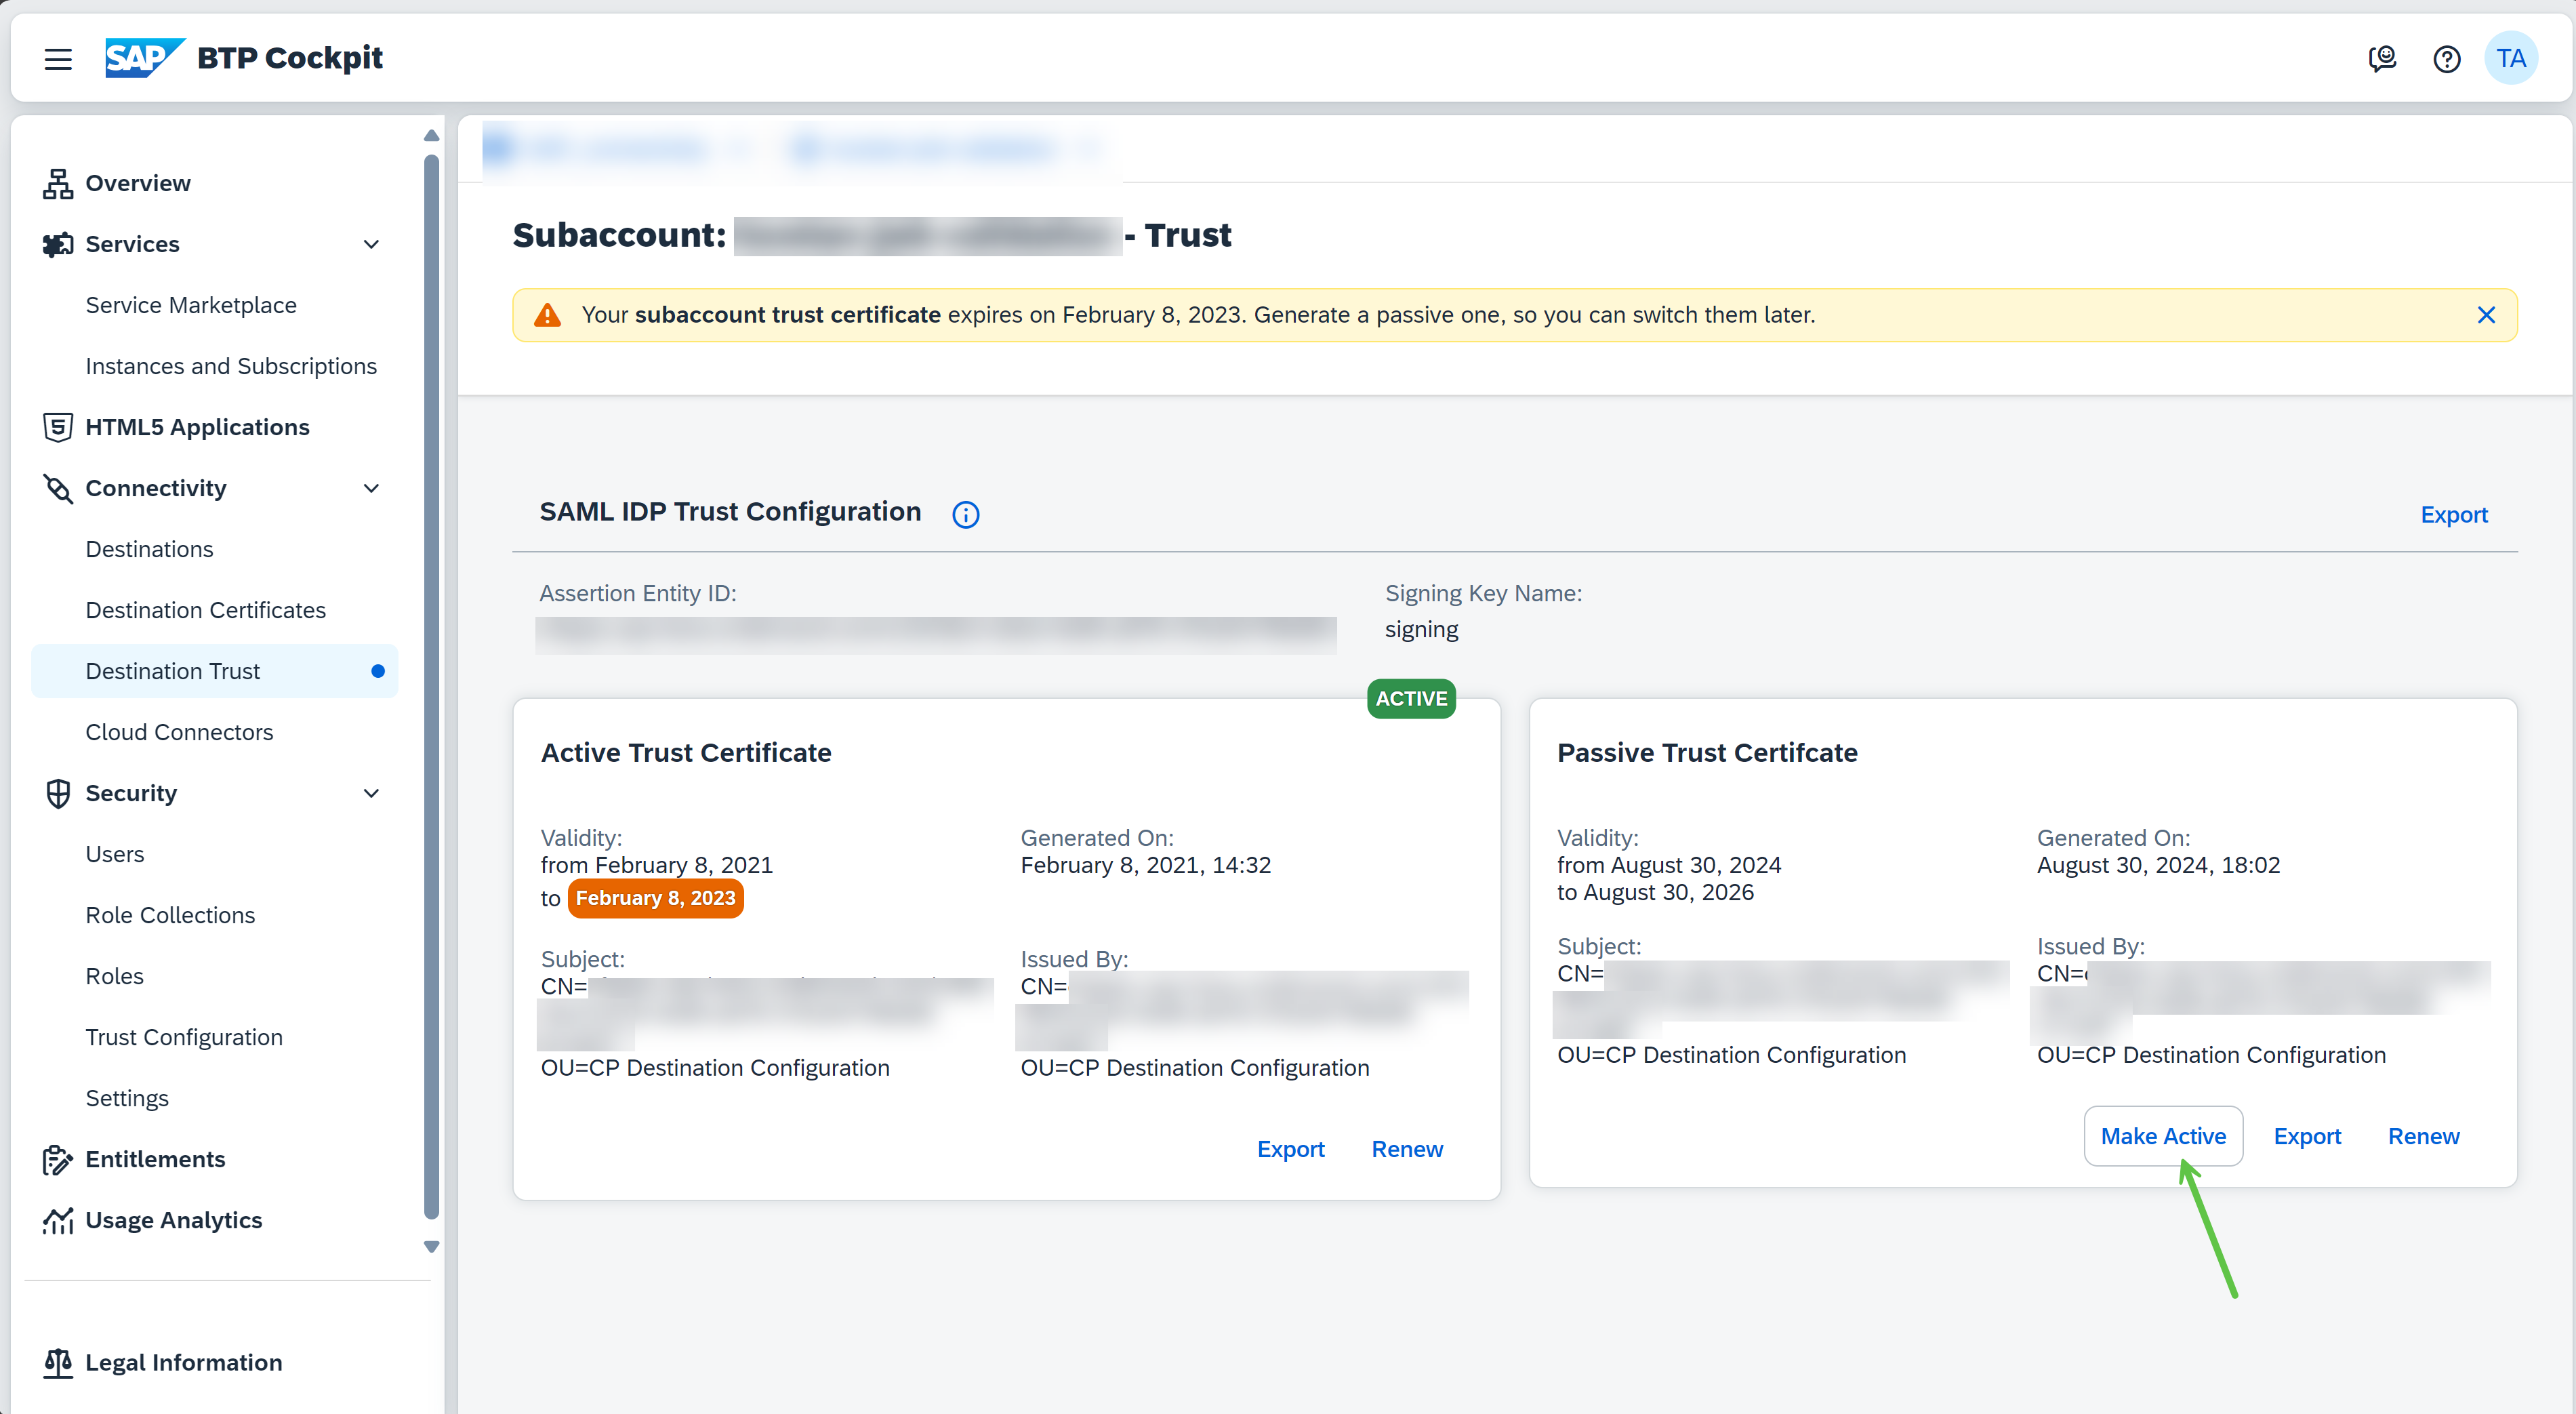 SAP BTP Cockpit
TA
Overview
Services
Service Marketplace
Instances and Subscriptions
HTML5 Applications
Connectivity
Destinations
Destination Certificates
Destination Trust
Cloud Connectors
Security
Users
Role Collections
Roles
Trust Configuration
Settings
Entitlements
Usage Analytics
Legal Information
Subaccount: - Trust
Your subaccount trust certificate expires on February 8, 2023. Generate a passive one, so you can switch them later.
SAML IDP Trust Configuration
Export
Assertion Entity ID:
Signing Key Name:
signing
ACTIVE
Active Trust Certificate
Validity:
from February 8, 2021
to February 8, 2023
Generated On:
February 8, 2021, 14:32
Subject:
CN=
OU=CP Destination Configuration
Issued By:
CN=
OU=CP Destination Configuration
Export Renew
Passive Trust Certifcate
Validity:
from August 30, 2024
to August 30, 2026
Generated On:
August 30, 2024, 18:02
Subject:
CN=
OU=CP Destination Configuration
Issued By:
CN=
OU=CP Destination Configuration
Make Active Export Renew